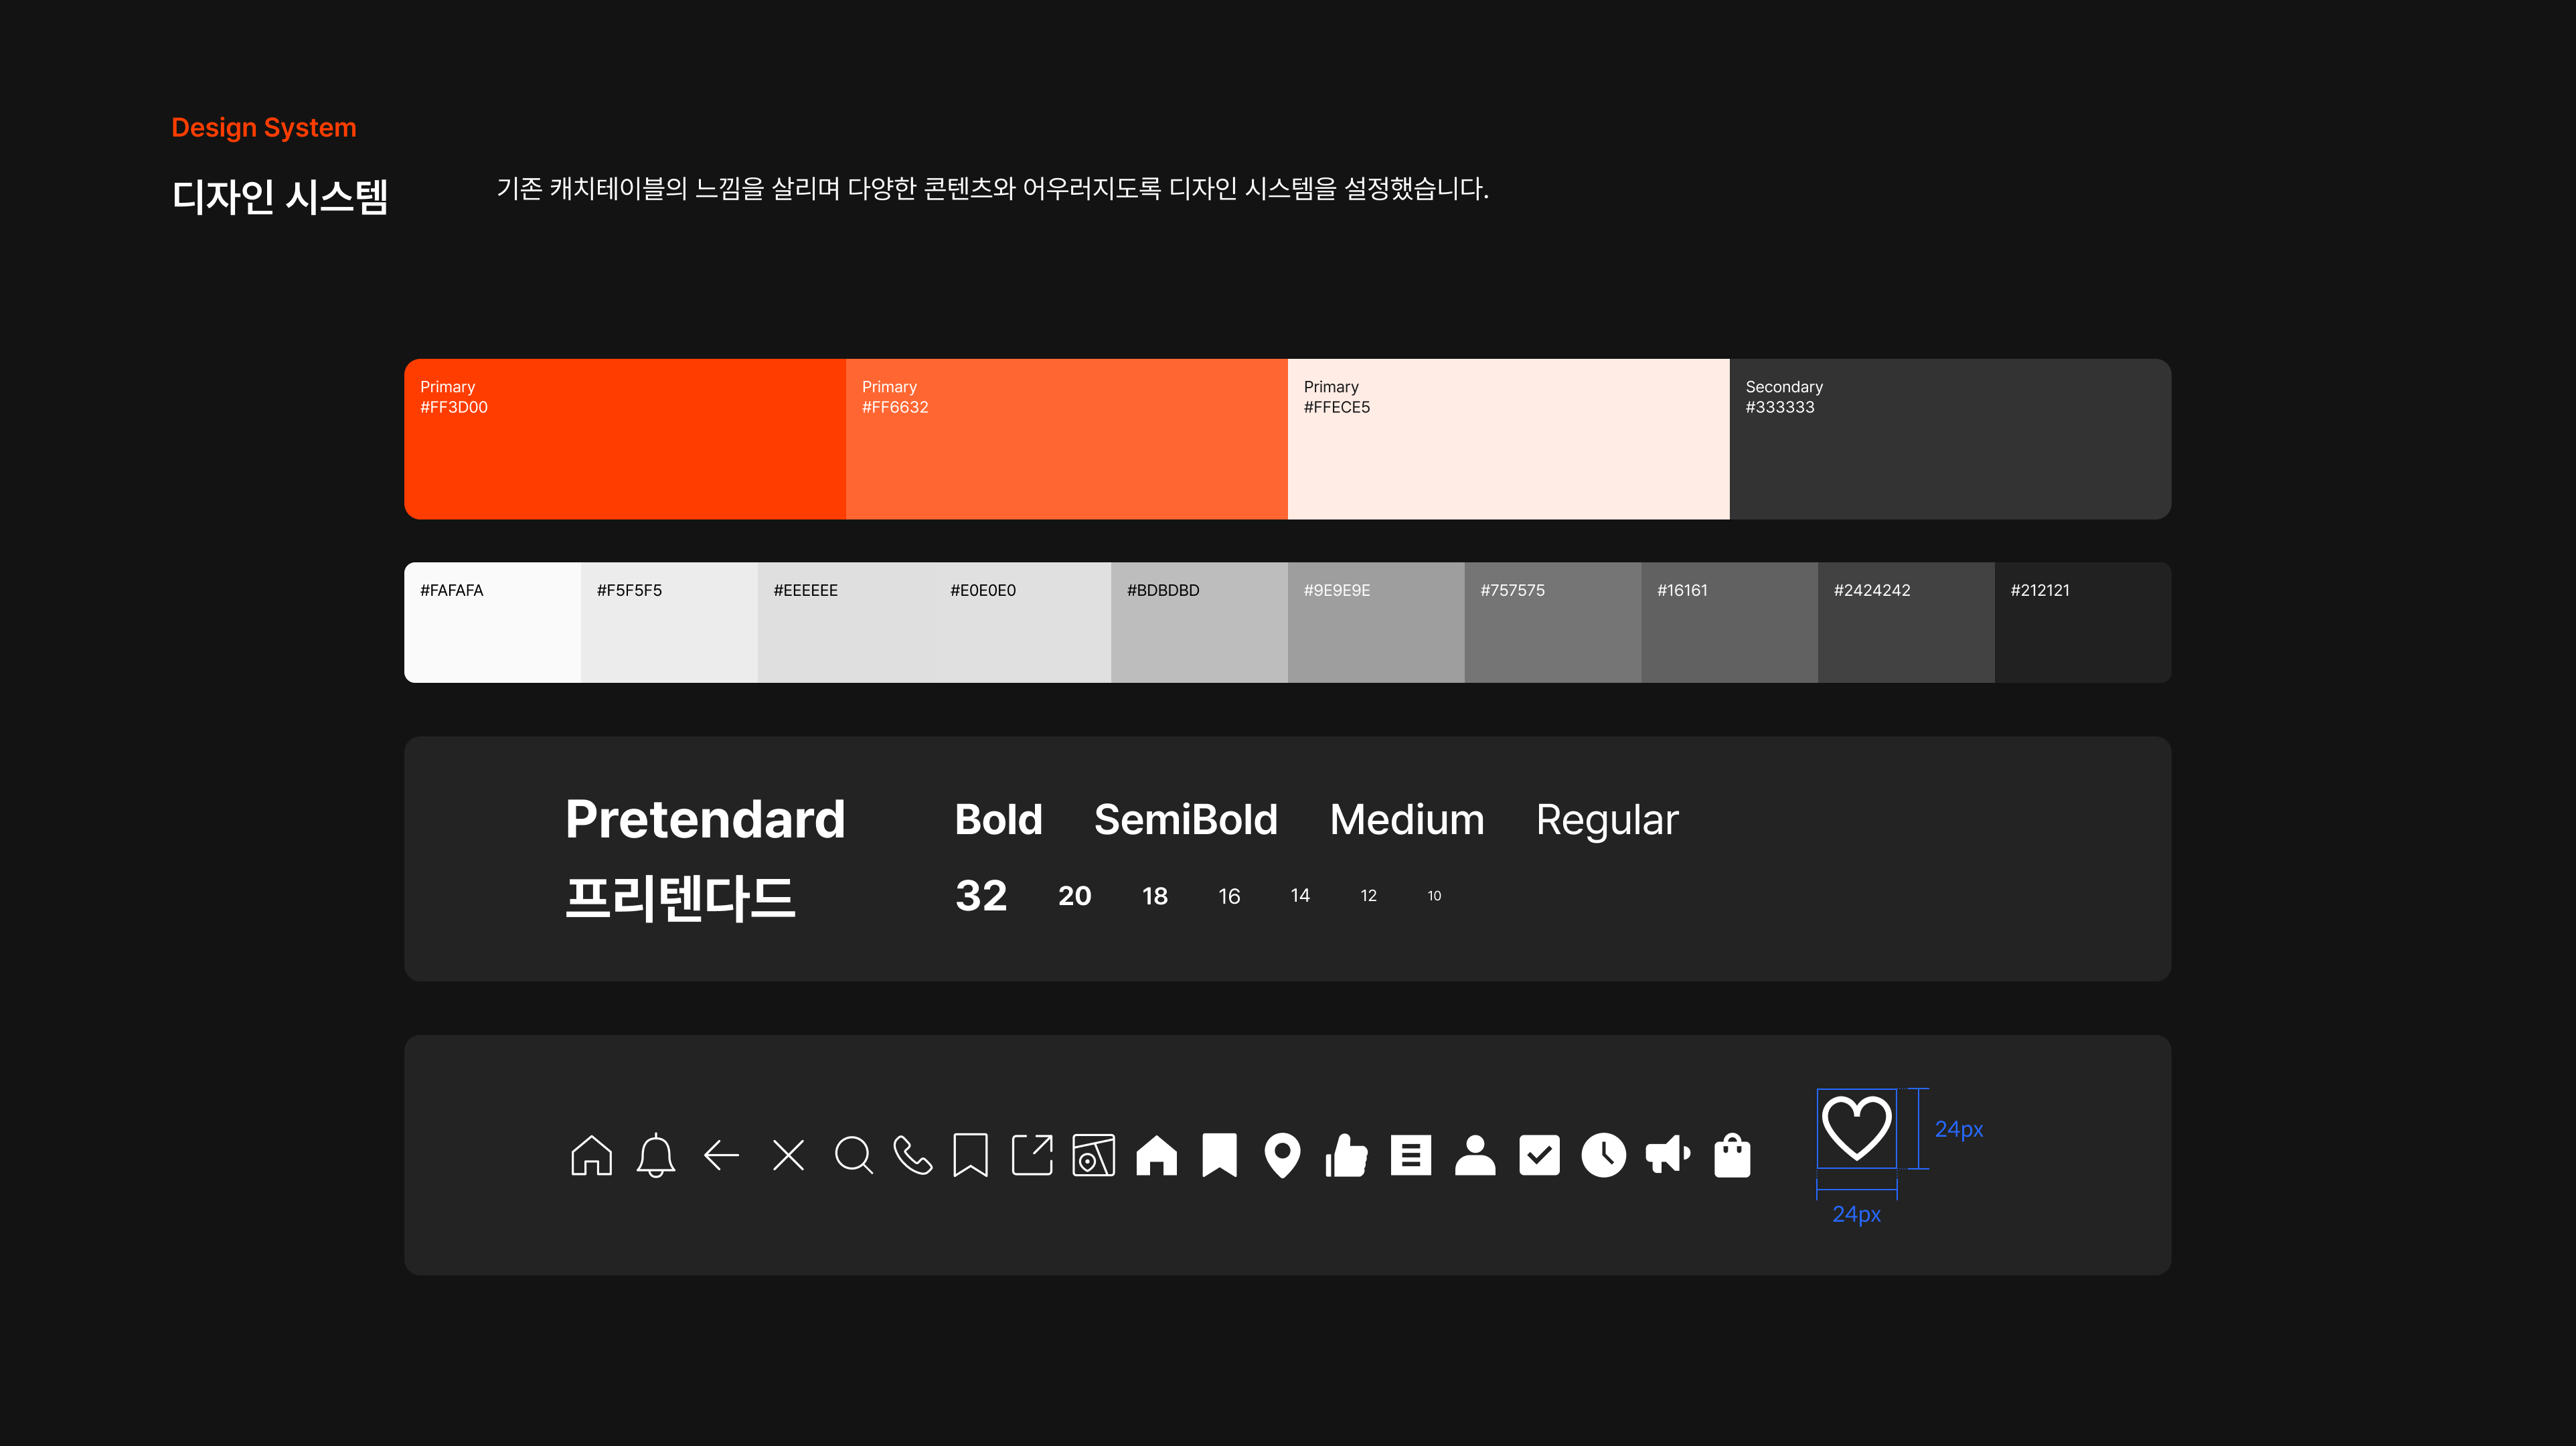 Design System
디자인 시스템
기존 캐치테이블의 느낌을 살리며 다양한 콘텐츠와 어우러지도록 디자인 시스템을 설정했습니다.
Primary
#FF3D00
Primary
#FF6632
Primary
#FFECE5
Secondary
#333333
#FAFAFA
#F5F5F5
#EEEEEE
#E0E0E0
#BDBDBD
#9E9E9E
#757575
#16161
#2424242
#212121
Pretendard
프리텐다드
Bold SemiBold Medium Regular
32 20 18 16 14 12 10
24px
24px